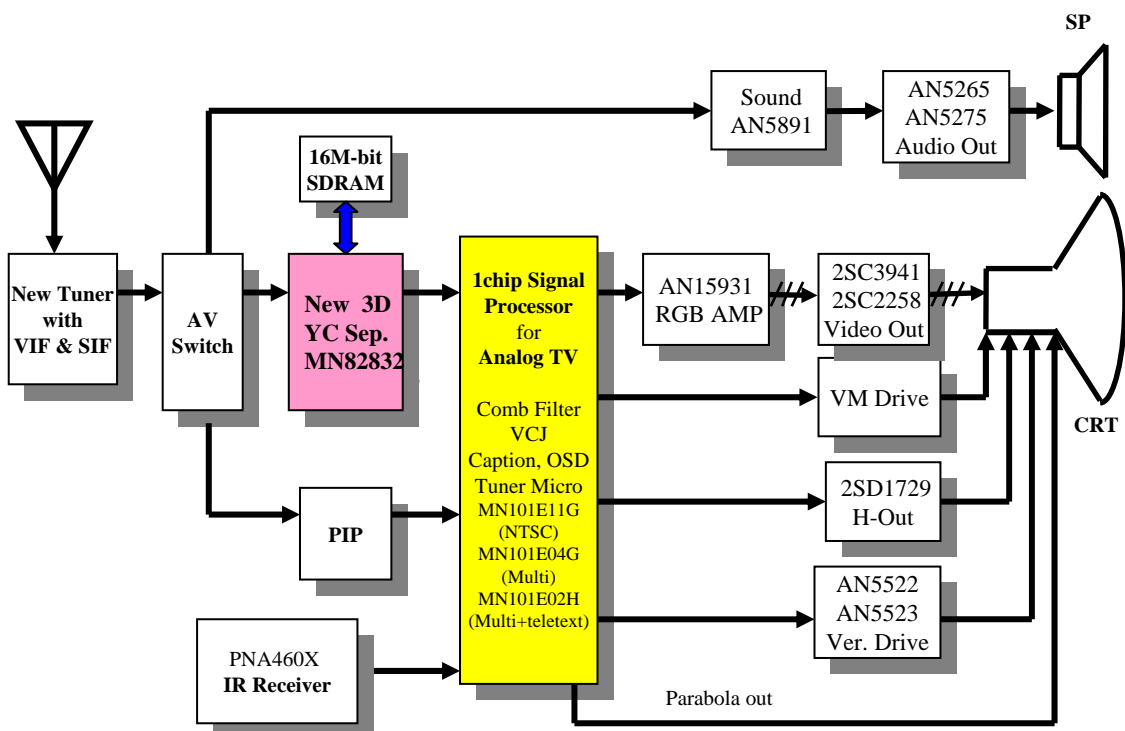 SP
Sound
AN5891
AN5265
AN5275
Audio Out
16M-bit
SDRAM
New Tuner
with
VIF & SIF
AV
Switch
New 3D
YC Sep.
MN82832
1chip Signal
Processor
for
Analog TV
Comb Filter
VCJ
Caption, OSD
Tuner Micro
MN101E11G
(NTSC)
MN101E04G
(Multi)
MN101E02H
(Multi+teletext)
AN15931
RGB AMP
2SC3941
2SC2258
Video Out
VM Drive
CRT
2SD1729
H-Out
PIP
AN5522
AN5523
Ver. Drive
PNA460X
IR Receiver
Parabola out